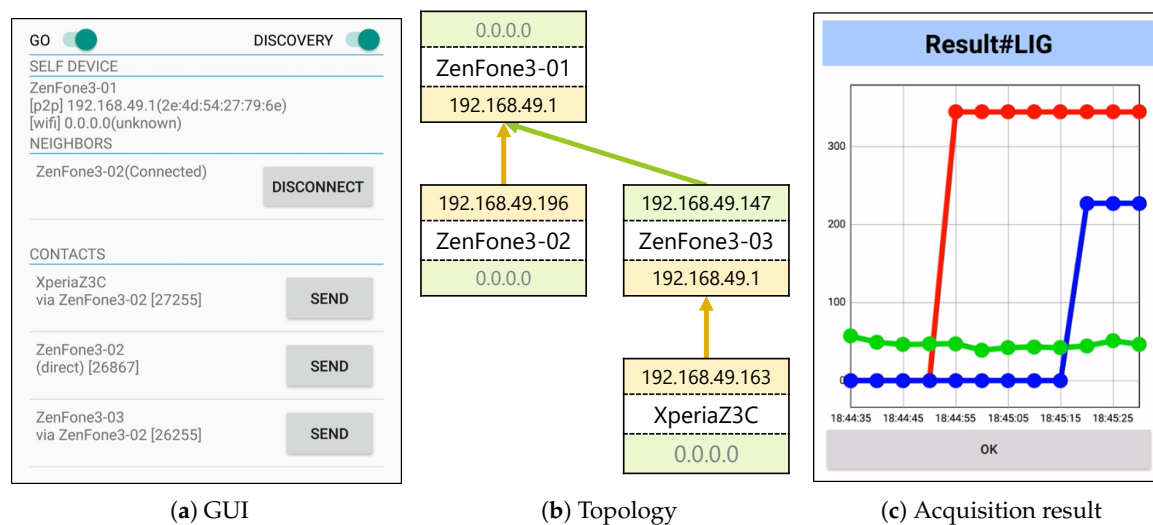 GO DISCOVERY
SELF DEVICE
ZenFone3-01
[p2p] 192.168.49.1(2e:4d:54:27:79:6e)
[wifi] 0.0.0.0(unknown)
NEIGHBORS
ZenFone3-02(Connected)
DISCONNECT
CONTACTS
XperiaZ3C
via ZenFone3-02 [27255]
SEND
ZenFone3-02
(direct) [26867]
SEND
ZenFone3-03
via ZenFone3-02 [26255]
SEND
(a) GUI
0.0.0.0
ZenFone3-01
192.168.49.1
192.168.49.196
ZenFone3-02
0.0.0.0
192.168.49.147
ZenFone3-03
192.168.49.1
192.168.49.163
XperiaZ3C
0.0.0.0
(b) Topology
Result#LIG
300
200
100
0
18:44:35 18:44:45 18:44:55 18:45:05 18:45:15 18:45:25
OK
(c) Acquisition result